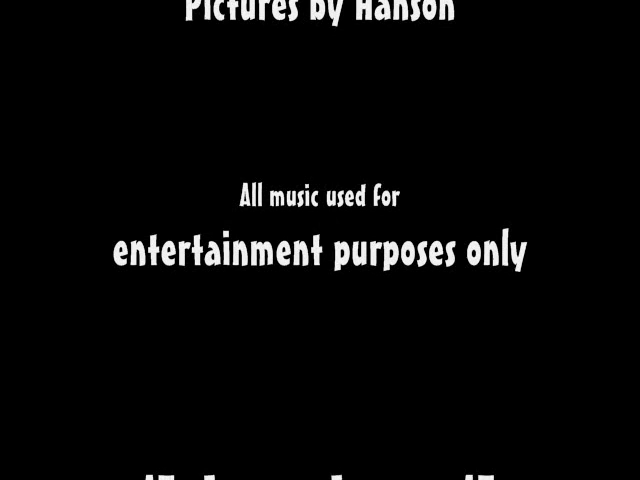 Pictures by Hanson
All music used for
entertainment purposes only